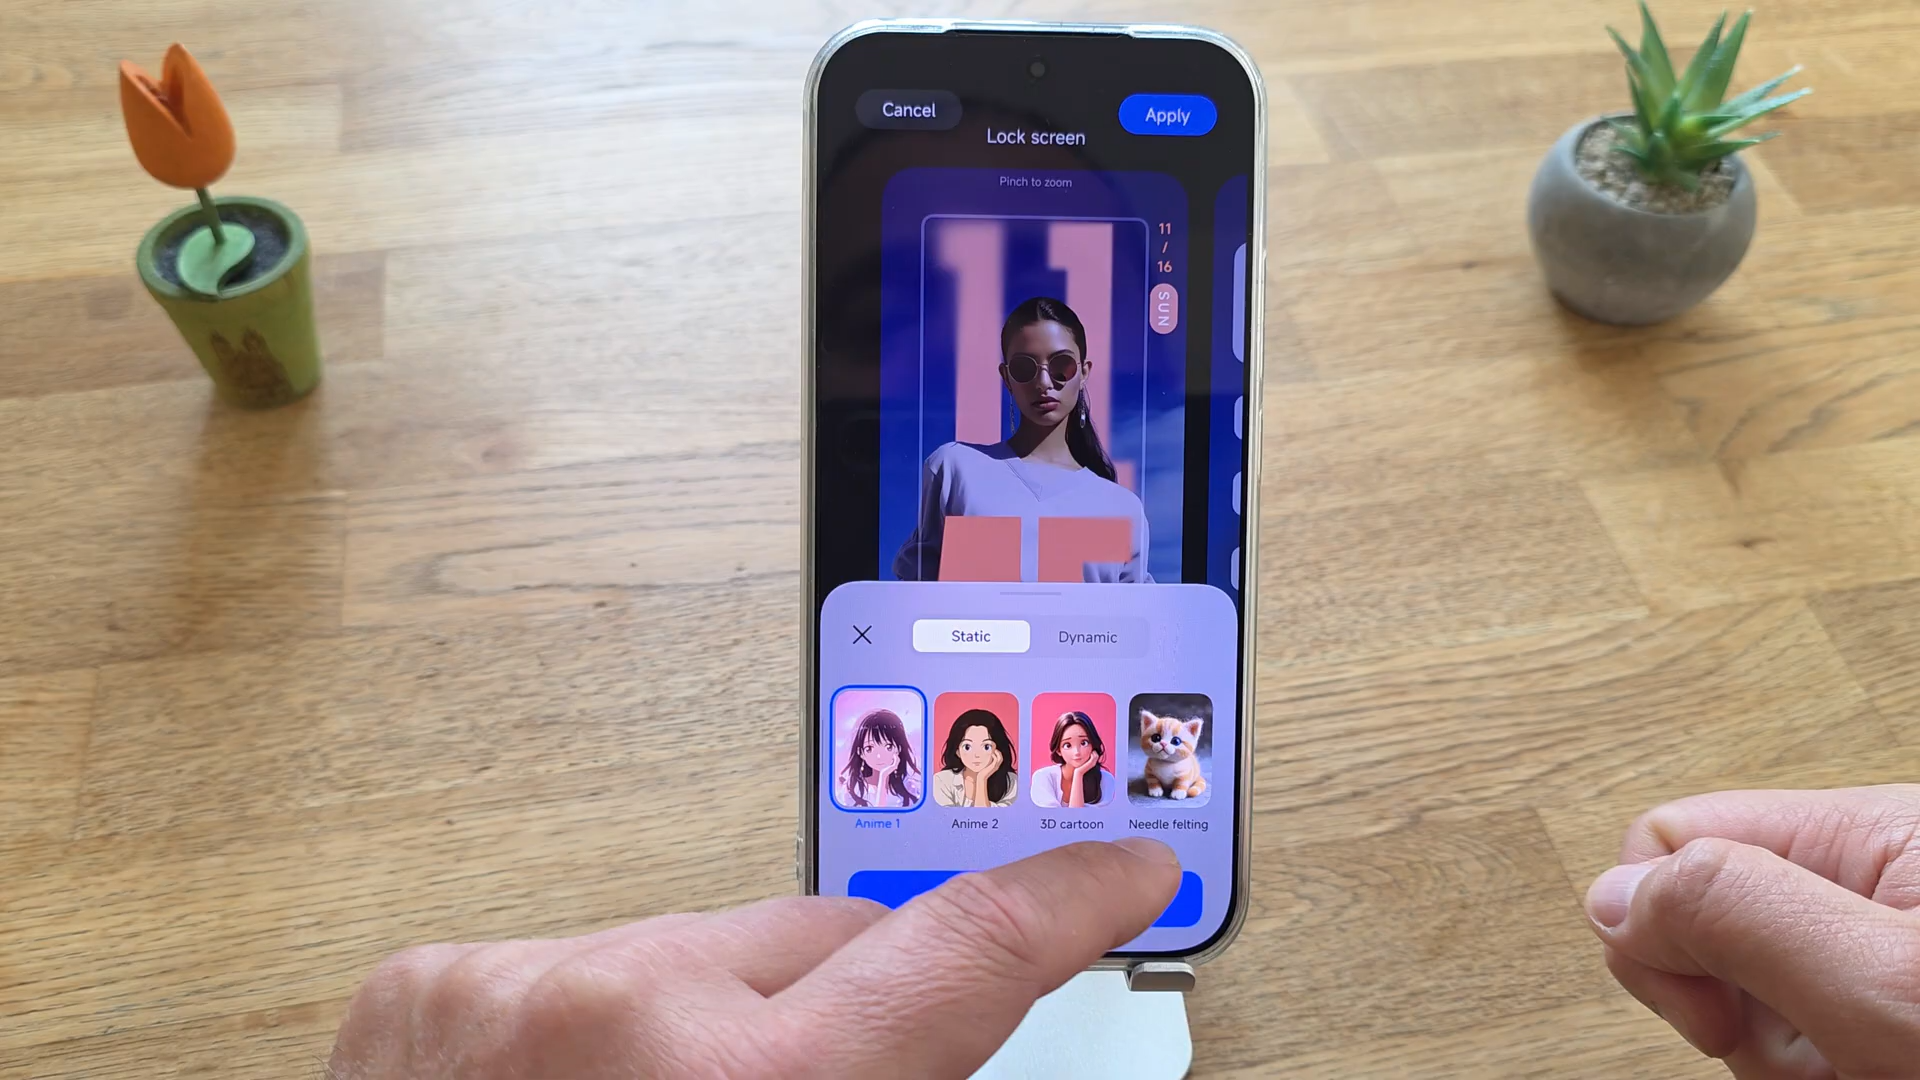 Cancel
Apply
Lock screen
Pinch to zoom
11
11
/
16
SUN
Static
Dynamic
Anime 1
Anime 2
3D cartoon
Needle felting